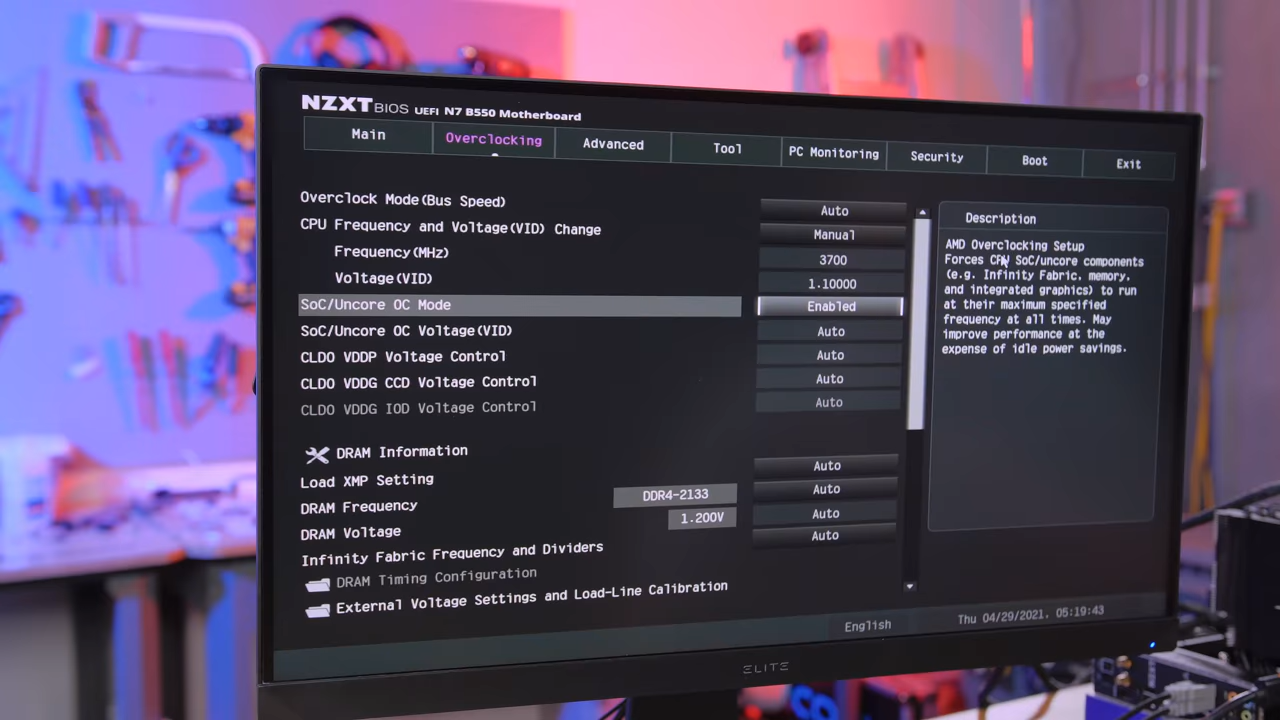 NZXT BIOS UEFI N7 B550 Motherboard
Main Overclocking Advanced Tool PC Monitoring Security Boot Exit
Overclock Mode(Bus Speed) Auto
CPU Frequency and Voltage(VID) Change Manual
Frequency(MHz) 3700
Voltage(VID) 1.10000
SoC/Uncore OC Mode Enabled
SoC/Uncore OC Voltage(VID) Auto
CLDO VDDP Voltage Control Auto
CLDO VDDG CCD Voltage Control Auto
CLDO VDDG IOD Voltage Control Auto
DRAM Information
Load XMP Setting Auto
DRAM Frequency DDR4-2133 Auto
DRAM Voltage 1.200V Auto
Infinity Fabric Frequency and Dividers Auto
DRAM Timing Configuration
External Voltage Settings and Load-Line Calibration
Description
AMD Overclocking Setup
Forces CPU SoC/uncore components
(e.g. Infinity Fabric, memory,
and integrated graphics) to run
at their maximum specified
frequency at all times. May
improve performance at the
expense of idle power savings.
English
Thu 04/29/2021, 05:19:43
ELITE